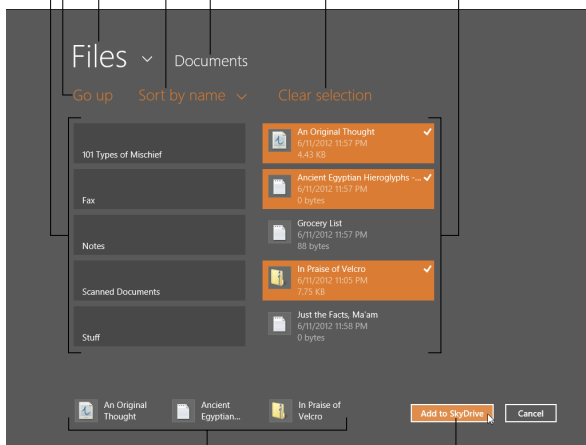 Files Documents
Go up Sort by name Clear selection
101 Types of Mischief
Fax
Notes
Scanned Documents
Stuff
An Original Thought
6/11/2012 11:57 PM
4.43 KB
Ancient Egyptian Hieroglyphs -...
6/11/2012 11:57 PM
0 bytes
Grocery List
6/11/2012 11:57 PM
88 bytes
In Praise of Velcro
6/11/2012 11:05 PM
7.75 KB
Just the Facts, Ma'am
6/11/2012 11:58 PM
0 bytes
An Original
Thought
Ancient
Egyptian...
In Praise of
Velcro
Add to SkyDrive
Cancel